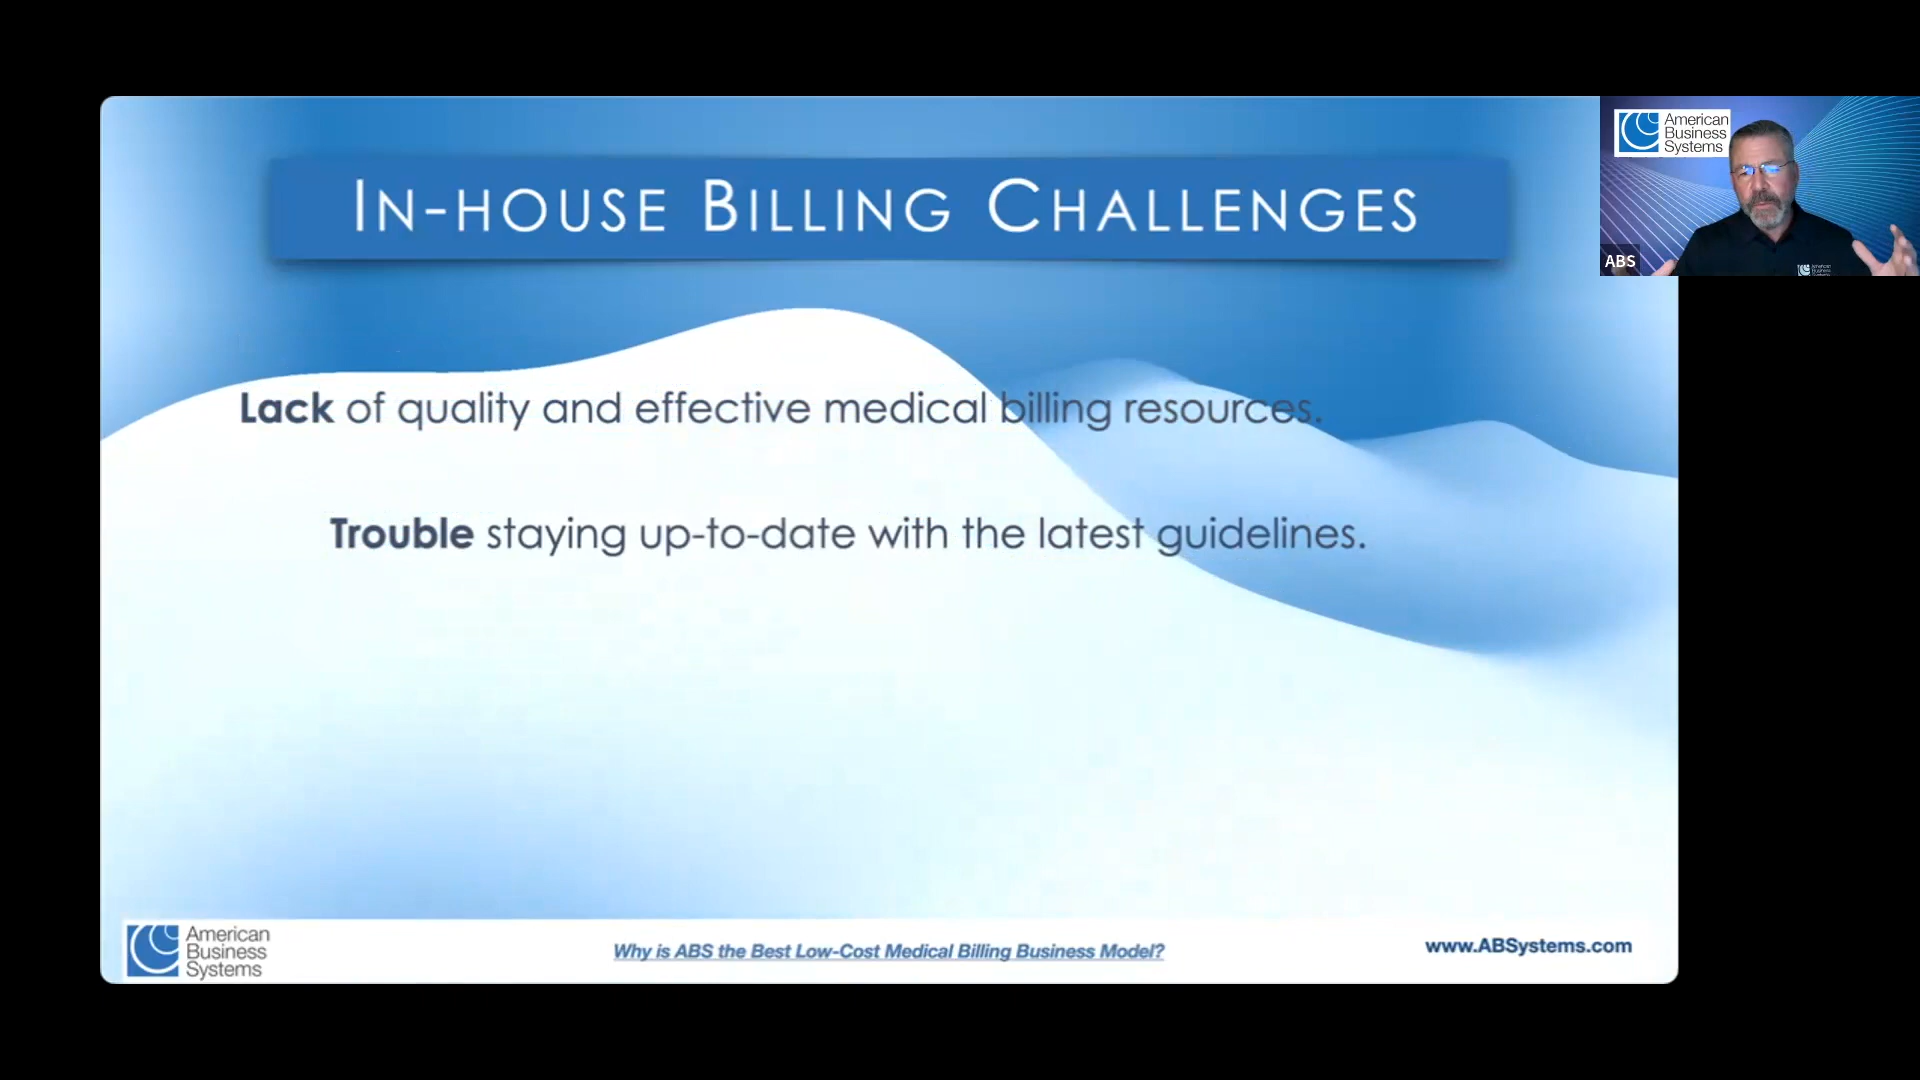 In-house Billing Challenges
American
Business
Systems
ABS
Lack of quality and effective medical billing resources.
Trouble staying up-to-date with the latest guidelines.
American
Business
Systems
Why is ABS the Best Low-Cost Medical Billing Business Model?
www.ABSystems.com